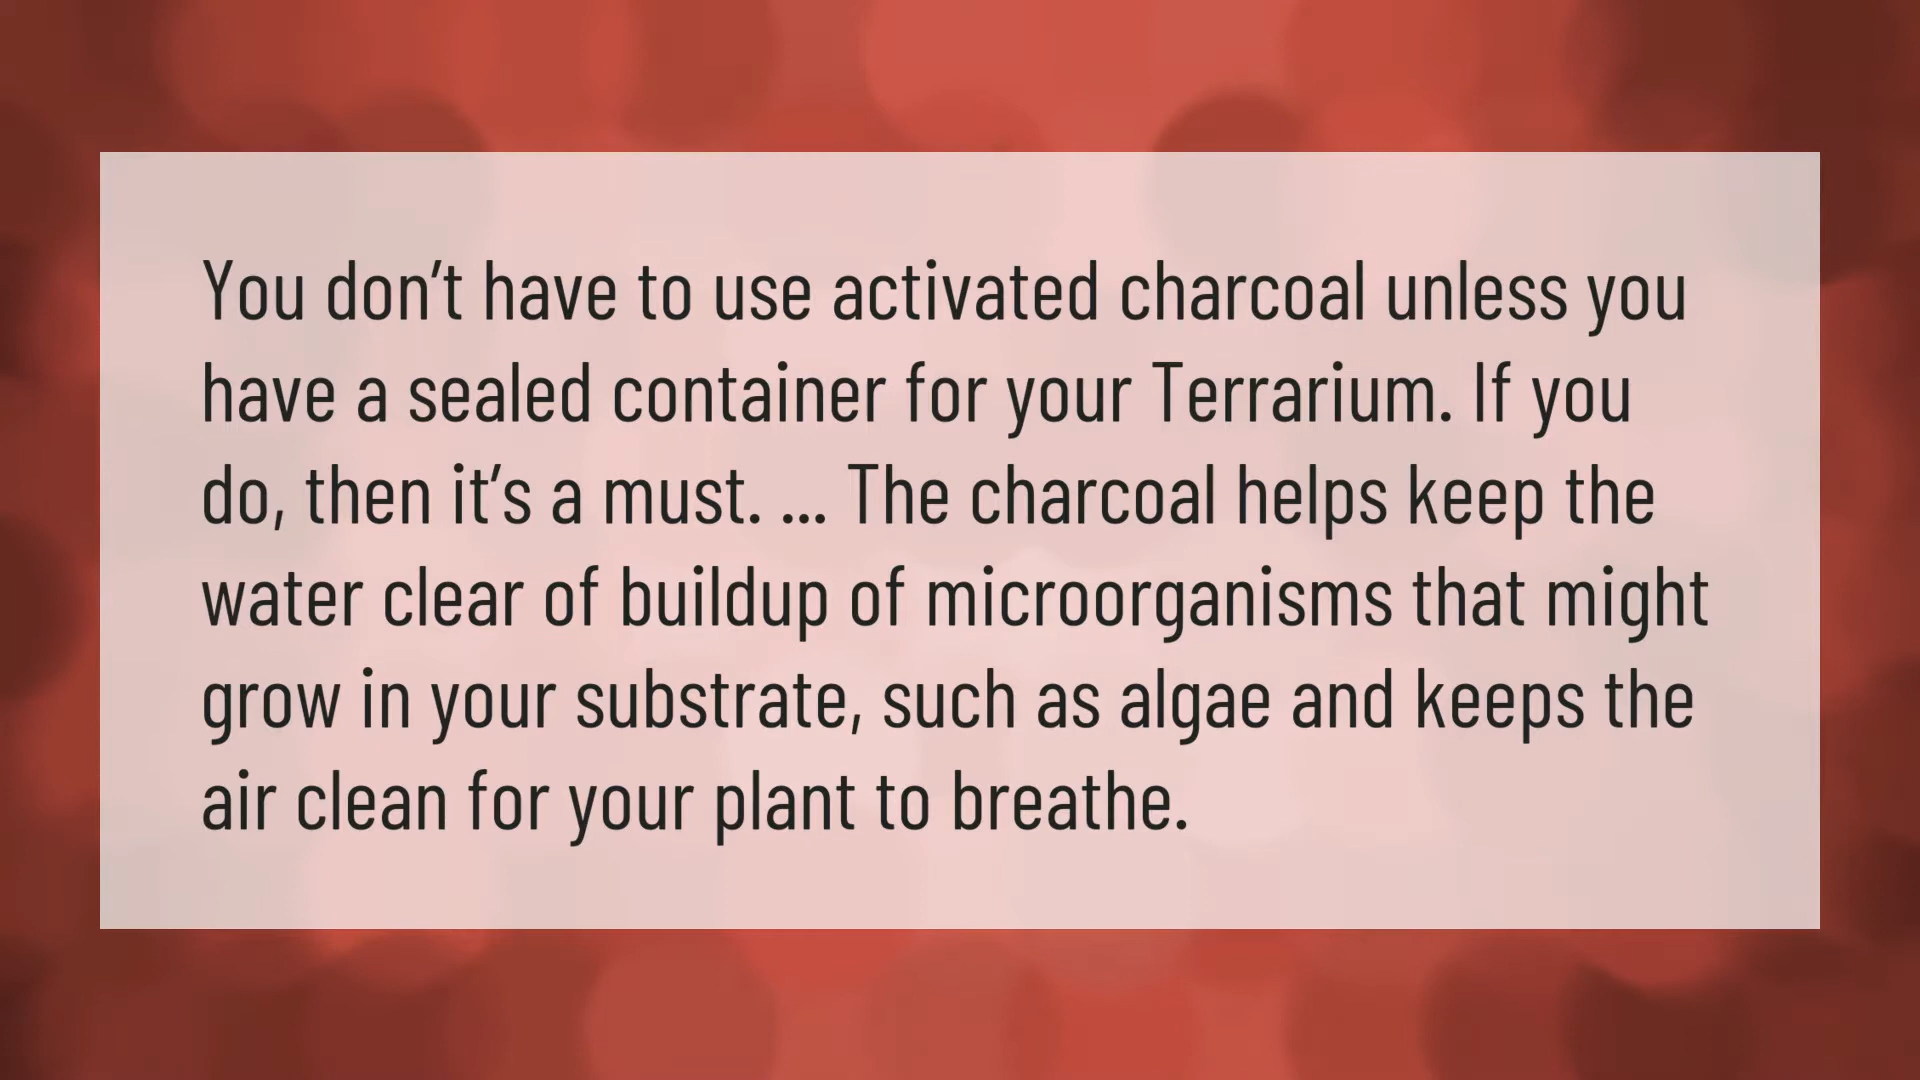 You don’t have to use activated charcoal unless you
have a sealed container for your Terrarium. If you
do, then it’s a must. ... The charcoal helps keep the
water clear of buildup of microorganisms that might
grow in your substrate, such as algae and keeps the
air clean for your plant to breathe.